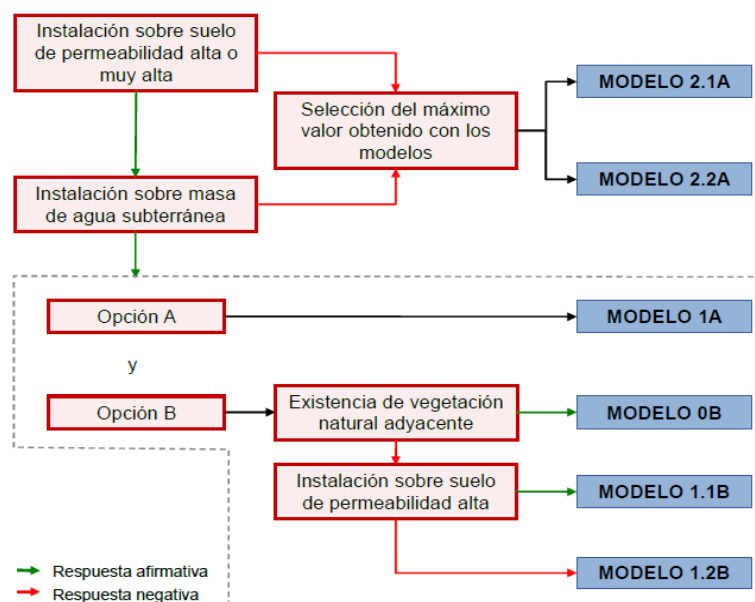 Instalación sobre suelo
de permeabilidad alta o
muy alta
Selección del máximo
valor obtenido con los
modelos
MODELO 2.1A
MODELO 2.2A
Instalación sobre masa
de agua subterránea
Opción A
MODELO 1A
y
Opción B
Existencia de vegetación
natural adyacente
MODELO 0B
Instalación sobre suelo
de permeabilidad alta
MODELO 1.1B
MODELO 1.2B
Respuesta afirmativa
Respuesta negativa